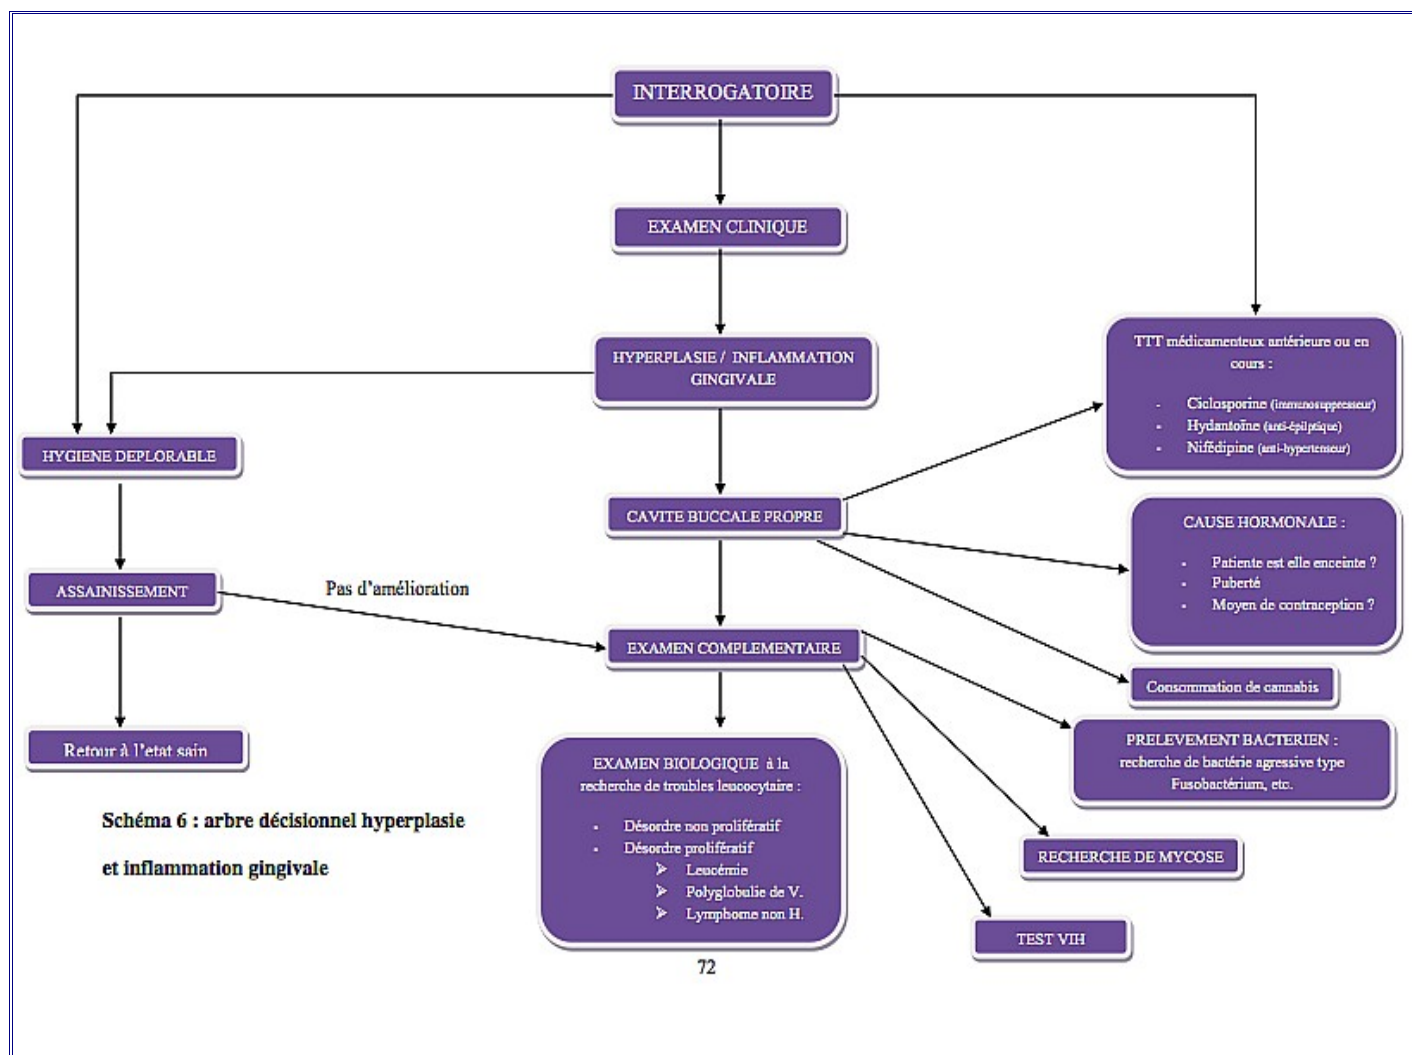 INTERROGATOIRE
EXAMEN CLINIQUE
HYPERPLASIE / INFLAMMATION
GINGIVALE
TTT médicamenteux antérieure ou en
cours :
- Ciclosporine (immunosuppresseur)
- Hydantoïne (anti-épilptique)
- Nifédipine (anti-hypertenseur)
HYGIENE DEPLORABLE
CAVITE BUCCALE PROPRE
CAUSE HORMONALE :
- Patiente est elle enceinte ?
- Puberté
- Moyen de contraception ?
ASSAINISSEMENT
Pas d'amélioration
EXAMEN COMPLEMENTAIRE
Consommation de cannabis
Retour à l'etat sain
PRELEVEMENT BACTERIEN :
recherche de bactérie agressive type
Fusobactérium, etc.
EXAMEN BIOLOGIQUE à la
recherche de troubles leucocytaire :
- Désordre non prolifératif
- Désordre prolifératif
➢ Leucémie
➢ Polyglobulie de V.
➢ Lymphome non H.
Schéma 6 : arbre décisionnel hyperplasie
et inflammation gingivale
RECHERCHE DE MYCOSE
TEST VIH
72